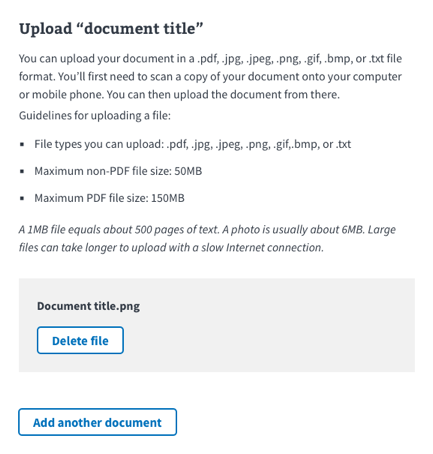 Upload “document title”
You can upload your document in a .pdf, .jpg, .jpeg, .png, .gif, .bmp, or .txt file
format. You’ll first need to scan a copy of your document onto your computer
or mobile phone. You can then upload the document from there.
Guidelines for uploading a file:
▪ File types you can upload: .pdf, .jpg, .jpeg, .png, .gif,.bmp, or .txt
▪ Maximum non-PDF file size: 50MB
▪ Maximum PDF file size: 150MB
A 1MB file equals about 500 pages of text. A photo is usually about 6MB. Large
files can take longer to upload with a slow Internet connection.
Document title.png
Delete file
Add another document